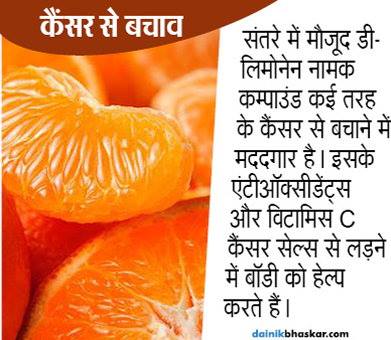 कैंसर से बचाव
संतरे में मौजूद डी-
लिमोनेन नामक
कम्पाउंड कई तरह
के कैंसर से बचाने में
मददगार है। इसके
एंटीऑक्सीडेंट्स
और विटामिस C
कैंसर सेल्स से लड़ने
में बॉडी को हेल्प
करते हैं।
dainikbhaskar.com